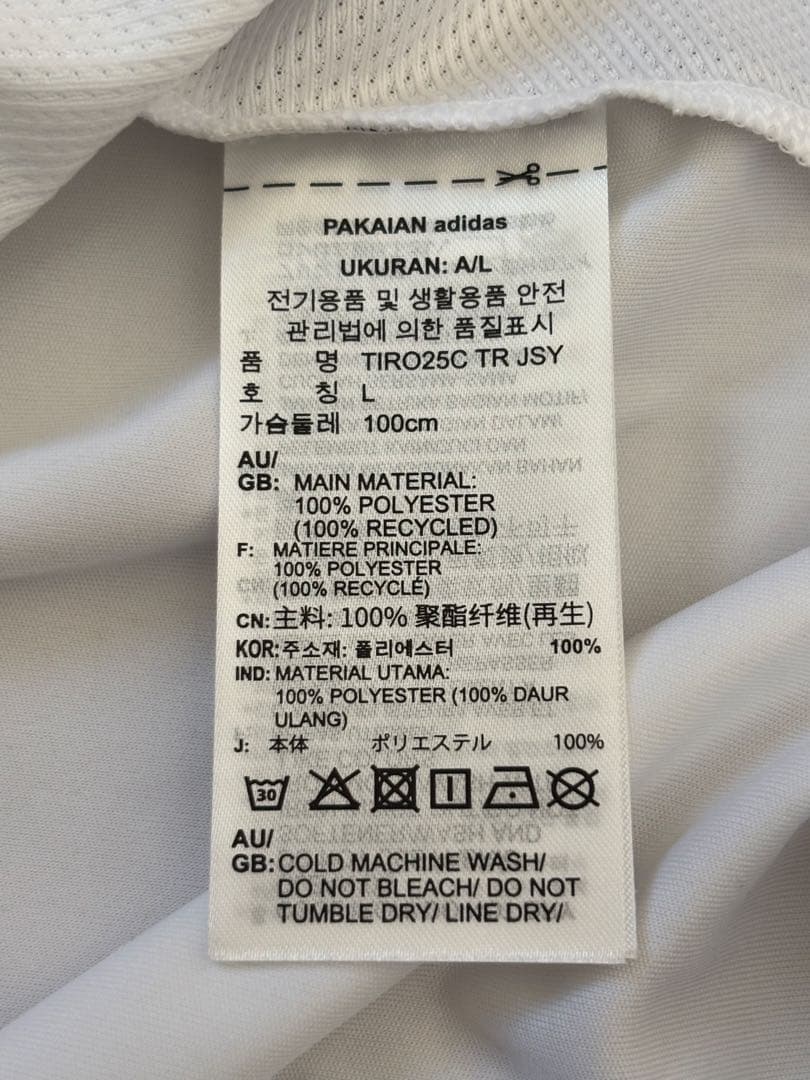 PAKAIAN adidas
UKURAN: A/L
전기용품 및 생활용품 안전
관리법에 의한 품질표시
품 명 TIRO25C TR JSY
호 칭 L
가슴둘레 100cm
AU/
GB: MAIN MATERIAL:
100% POLYESTER
(100% RECYCLED)
F: MATIERE PRINCIPALE:
100% POLYESTER
(100% RECYCLÉ)
CN: 主料: 100% 聚酯纤维(再生)
KOR: 주소재: 폴리에스터 100%
IND: MATERIAL UTAMA:
100% POLYESTER (100% DAUR
ULANG)
J: 本体 ポリエステル 100%
30
AU/
GB: COLD MACHINE WASH/
DO NOT BLEACH/ DO NOT
TUMBLE DRY/ LINE DRY/